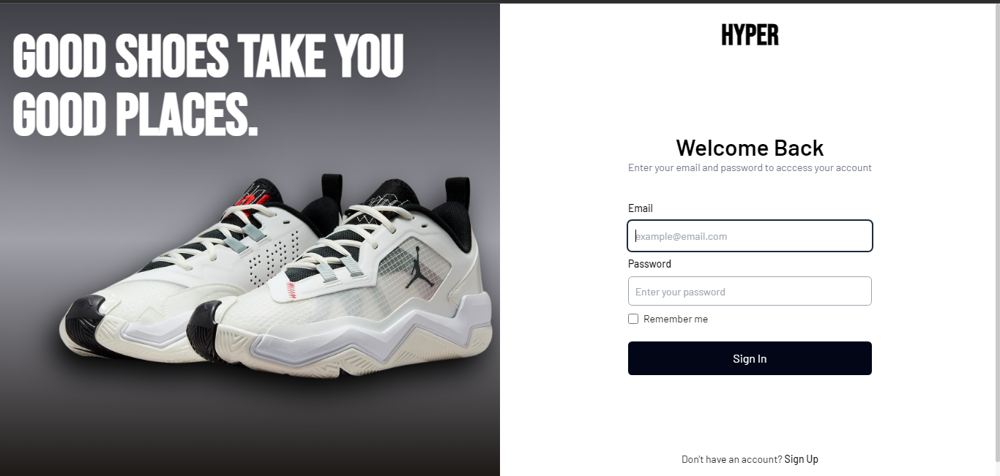 GOOD SHOES TAKE YOU
GOOD PLACES.
HYPER
Welcome Back
Enter your email and password to acccess your account
Email
example@email.com
Password
Enter your password
Remember me
Sign In
Don't have an account? Sign Up